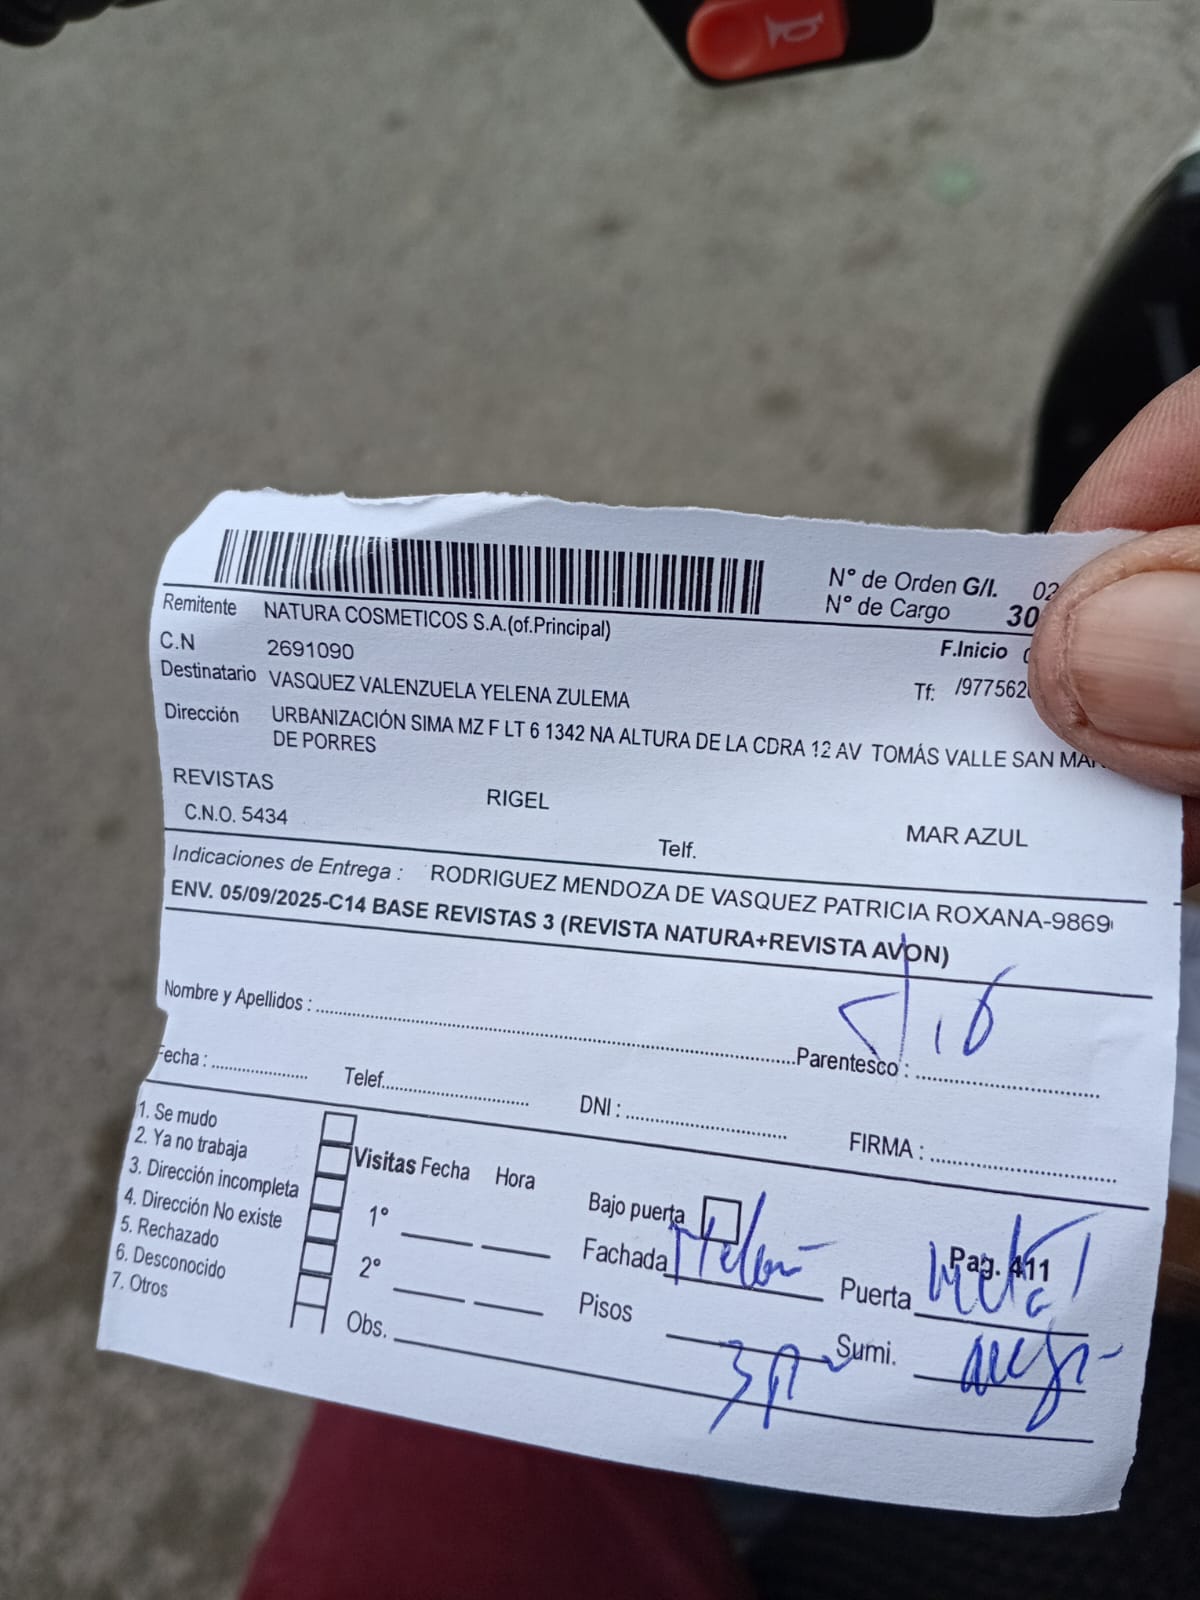 N° de Orden G/I. 02
N° de Cargo 30
Remitente NATURA COSMETICOS S.A.(of.Principal)
F.Inicio
C.N 2691090
Tf: /977562
Destinatario VASQUEZ VALENZUELA YELENA ZULEMA
Dirección URBANIZACIÓN SIMA MZ F LT 6 1342 NA ALTURA DE LA CDRA 12 AV TOMÁS VALLE SAN MAR
DE PORRES
REVISTAS RIGEL MAR AZUL
C.N.O. 5434 Telf.
Indicaciones de Entrega : RODRIGUEZ MENDOZA DE VASQUEZ PATRICIA ROXANA-9869
ENV. 05/09/2025-C14 BASE REVISTAS 3 (REVISTA NATURA+REVISTA AVON)
Nombre y Apellidos : Parentesco :
Fecha : Telef. DNI : FIRMA :
1. Se mudo
2. Ya no trabaja
3. Dirección incompleta
4. Dirección No existe
5. Rechazado
6. Desconocido
7. Otros
Visitas Fecha Hora
1°
2°
Obs.
Bajo puerta
Pag. 411
Fachada Puerta
Pisos Sumi.